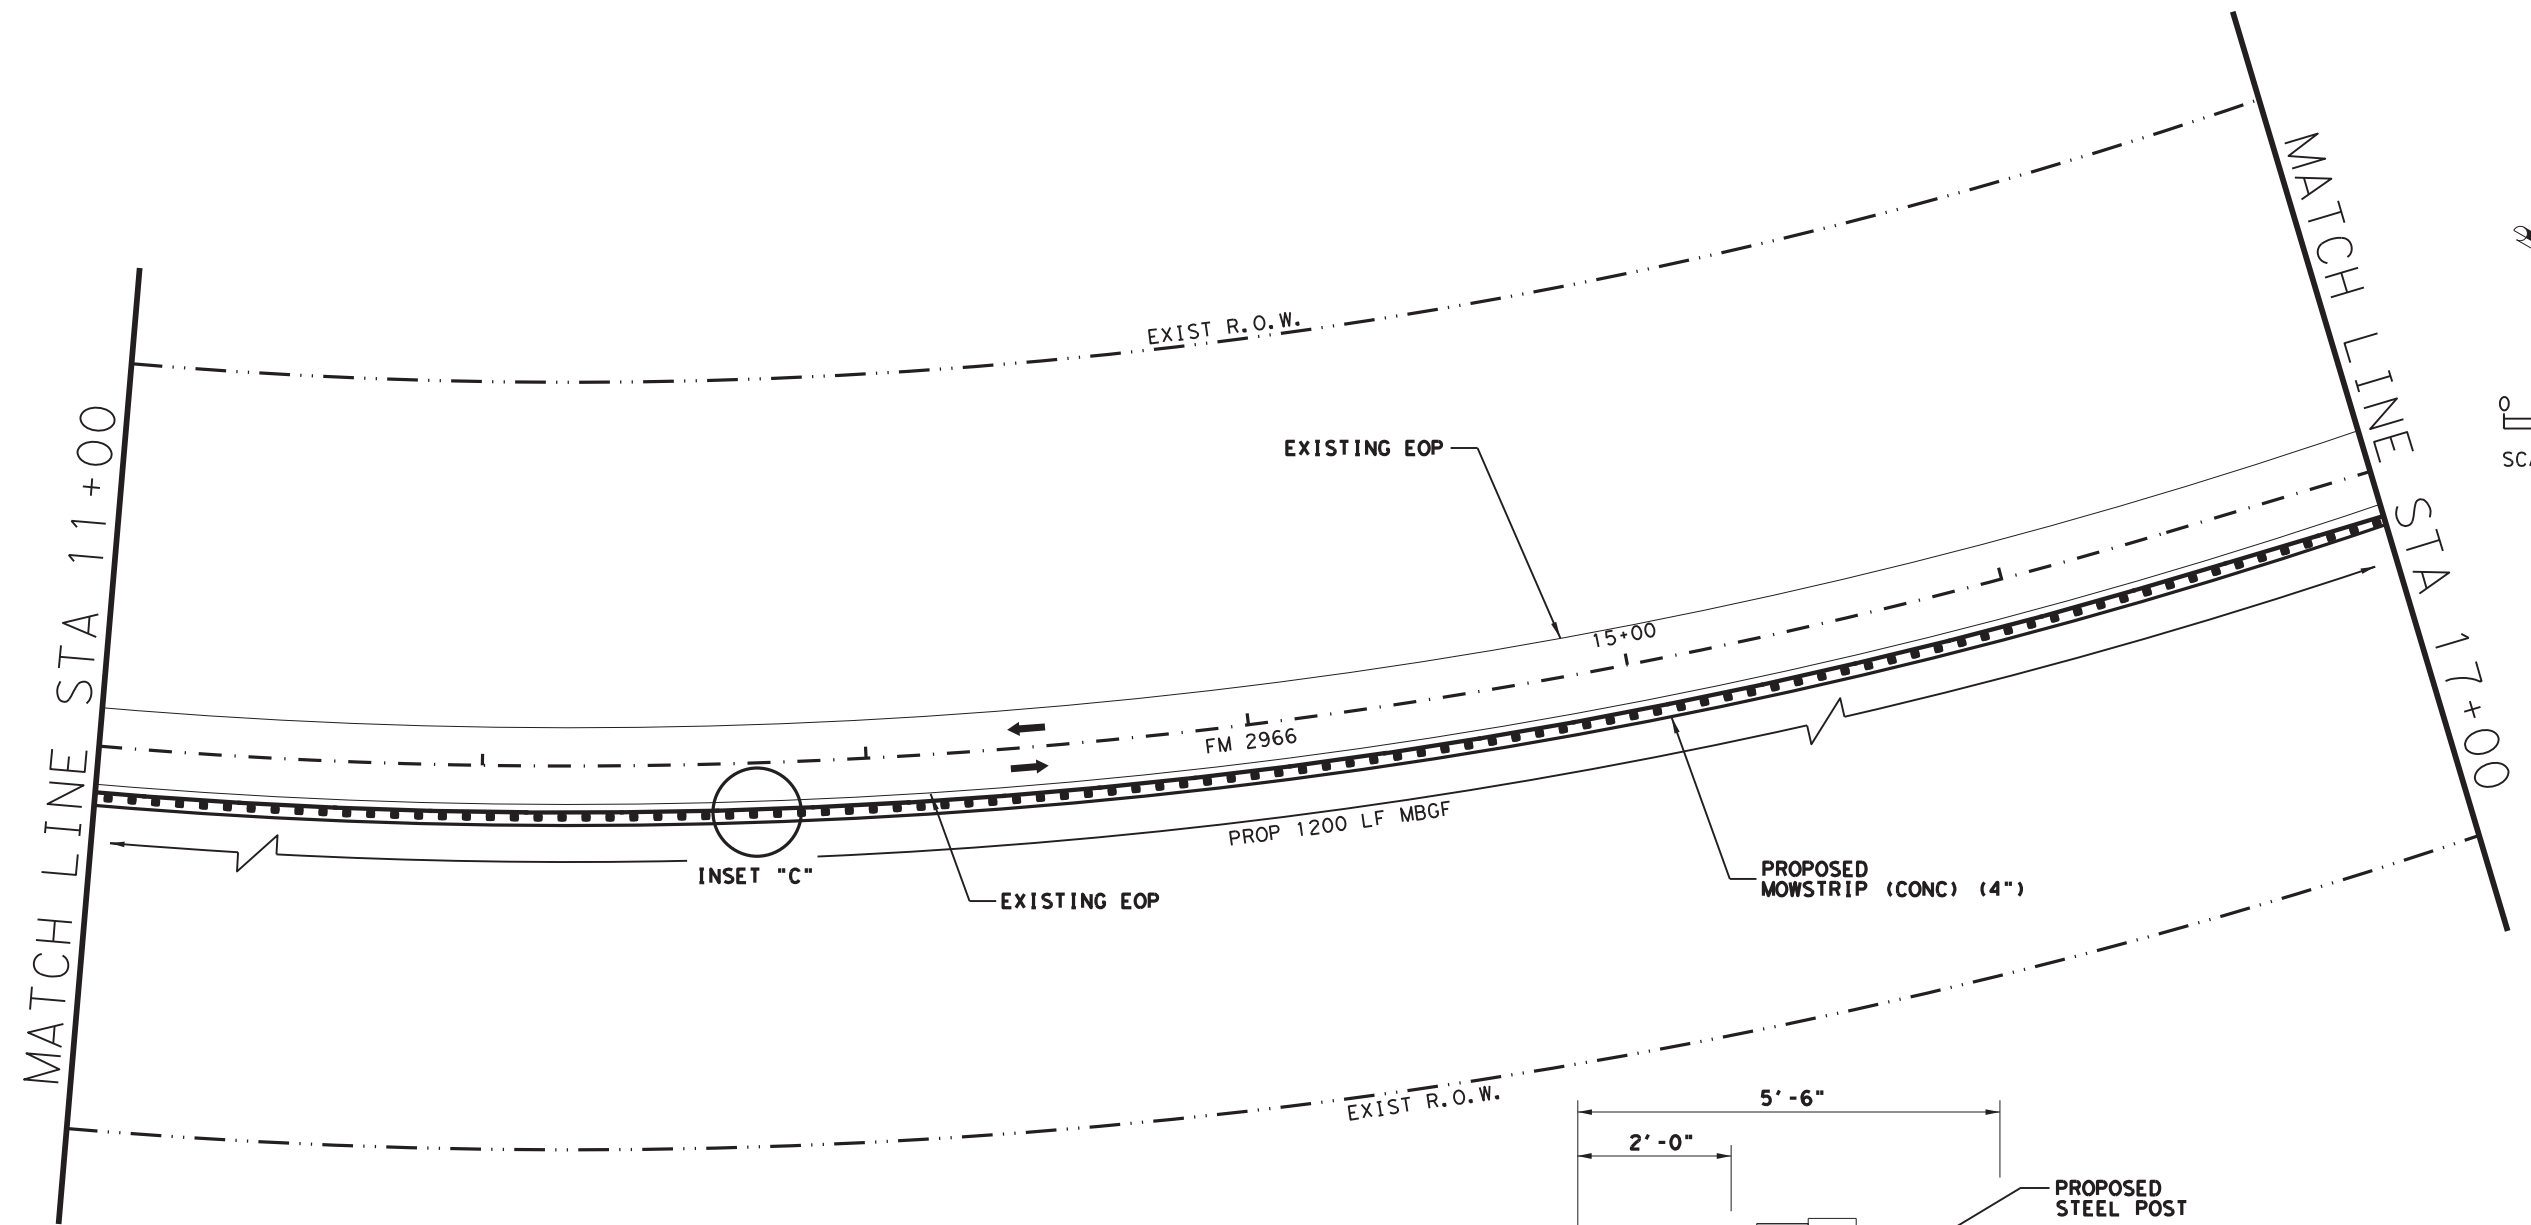 MATCH LINE STA 11+00
MATCH LINE STA 17+00
EXIST R.O.W.
0
EXISTING EOP
15+00
FM 2966
PROP 1200 LF MBGF
INSET "C"
EXISTING EOP
PROPOSED
MOWSTRIP (CONC) (4")
EXIST R.O.W.
5'-6"
2'-0"
PROPOSED
STEEL POST